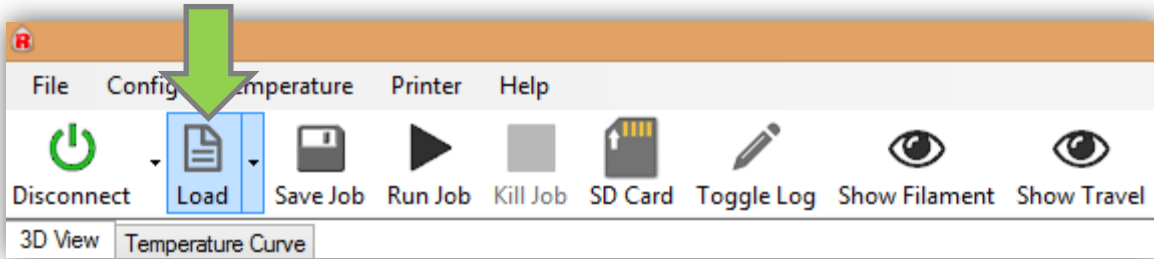 R
File Config Temperature Printer Help
Disconnect Load Save Job Run Job Kill Job SD Card Toggle Log Show Filament Show Travel
3D View Temperature Curve